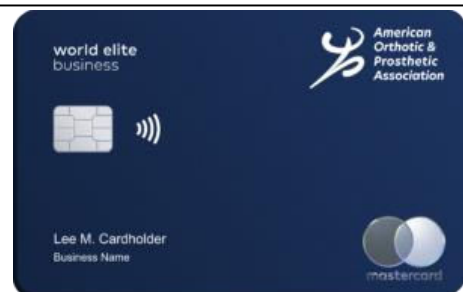 world elite
business
American
Orthotic &
Prosthetic
Association
Lee M. Cardholder
Business Name
mastercard